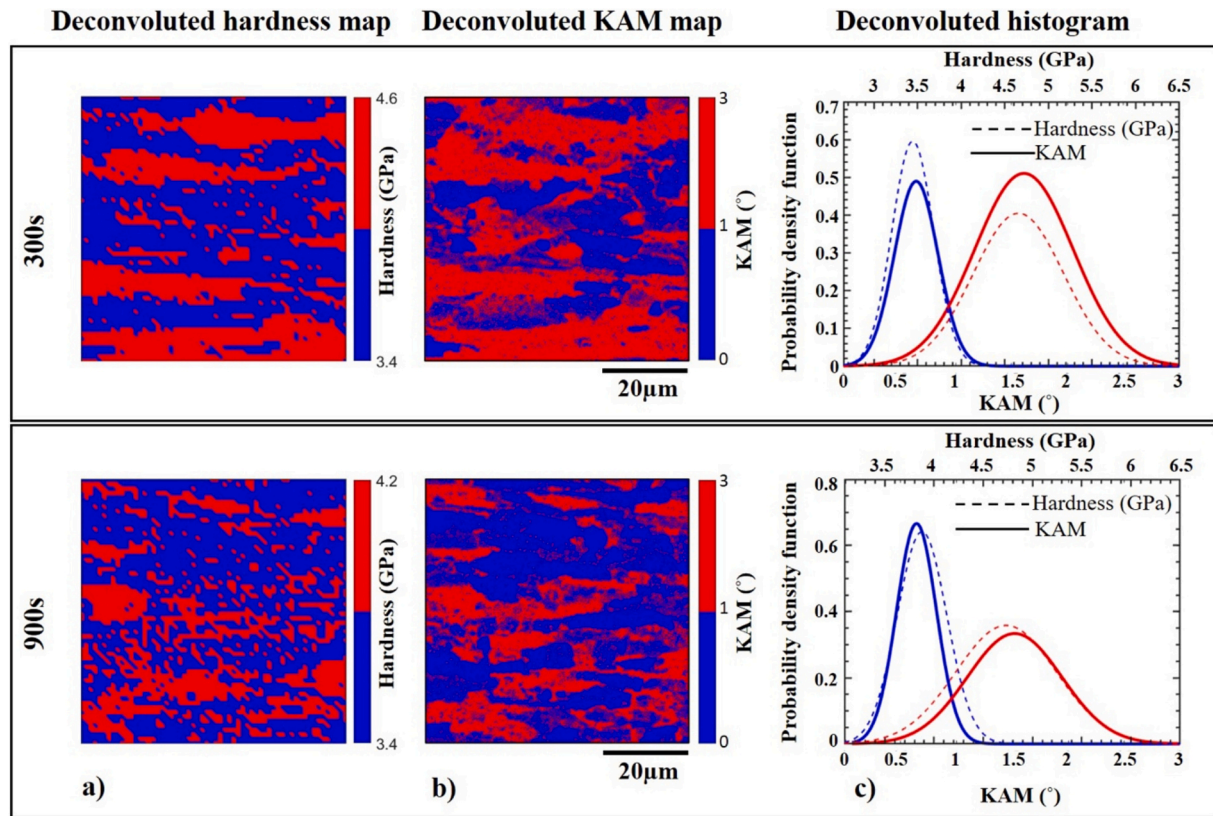 Deconvoluted hardness map Deconvoluted KAM map Deconvoluted histogram
300s
4.6
Hardness (GPa)
3.4
3
1
KAM (°)
0
20μm
Hardness (GPa)
3 3.5 4 4.5 5 5.5 6 6.5
Probability density function
0.7
0.6
0.5
0.4
0.3
0.2
0.1
0
Hardness (GPa)
KAM
0 0.5 1 1.5 2 2.5 3
KAM (°)
900s
4.2
Hardness (GPa)
3.4
3
1
KAM (°)
0
20μm
Hardness (GPa)
3.5 4 4.5 5 5.5 6 6.5
Probability density function
0.8
0.6
0.4
0.2
0
Hardness (GPa)
KAM
0 0.5 1 1.5 2 2.5 3
KAM (°)
a) b) c)